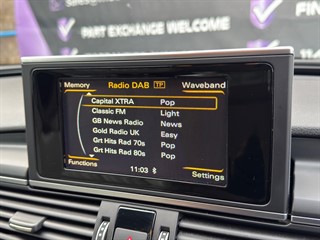 PART EXCHANGE WELCOME
FIN
Memory Radio DAB TP Waveband
Capital XTRA Pop
Classic FM Light
GB News Radio News
Gold Radio UK Easy
Grt Hits Rad 70s Pop
Grt Hits Rad 80s Pop
Functions 11:03 Settings